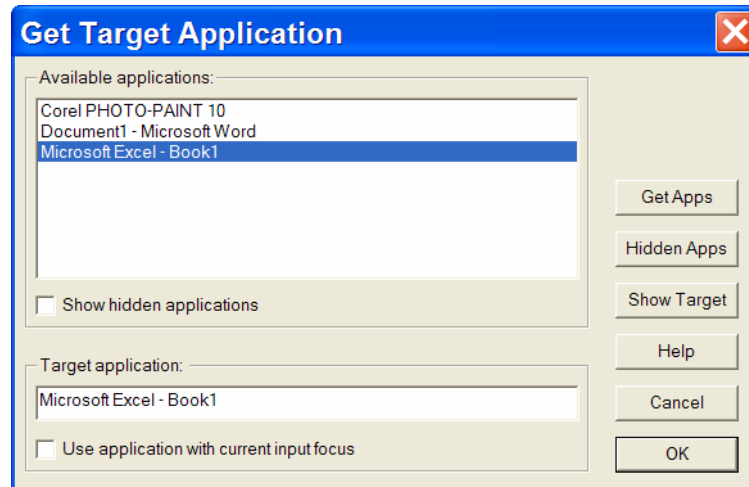 Get Target Application
Available applications:
Corel PHOTO-PAINT 10
Document1 - Microsoft Word
Microsoft Excel - Book1
Show hidden applications
Target application:
Microsoft Excel - Book1
Use application with current input focus
Get Apps
Hidden Apps
Show Target
Help
Cancel
OK